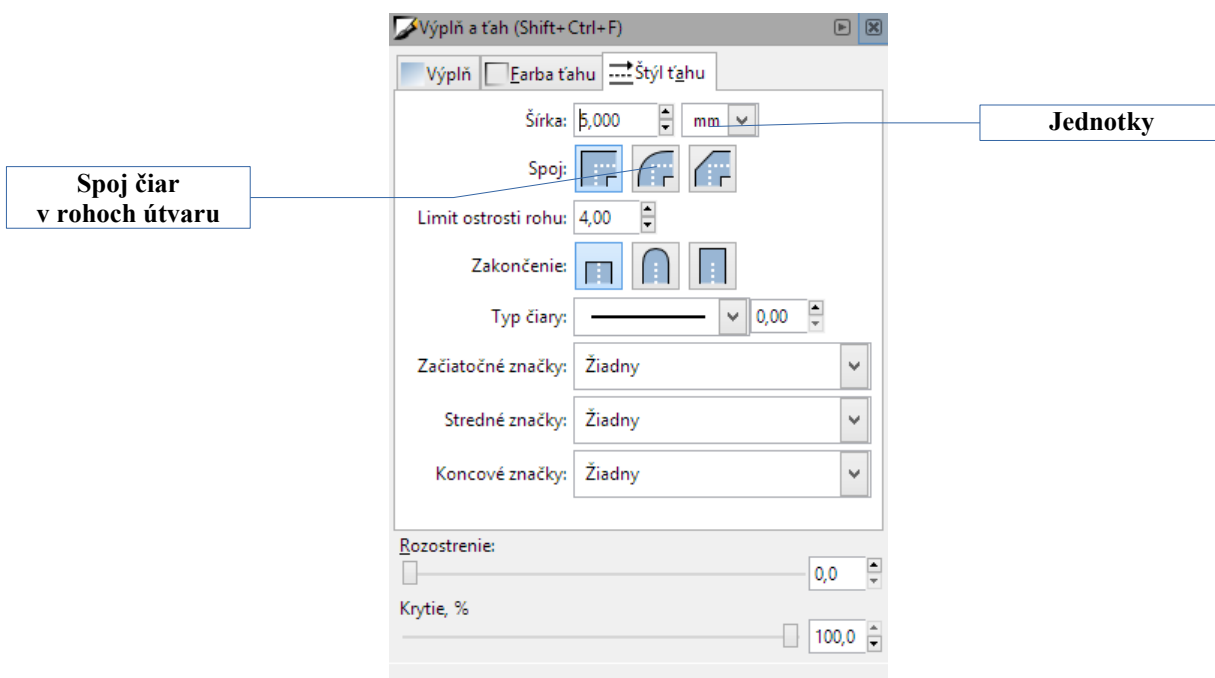 Výplň a ťah (Shift+Ctrl+F)
Výplň Farba ťahu Štýl ťahu
Šírka: 5,000 mm
Jednotky
Spoj:
Spoj čiar
v rohoch útvaru
Limit ostrosti rohu: 4,00
Zakončenie:
Typ čiary: 0,00
Začiatočné značky: Žiadny
Stredné značky: Žiadny
Koncové značky: Žiadny
Rozostrenie:
0,0
Krytie, %
100,0